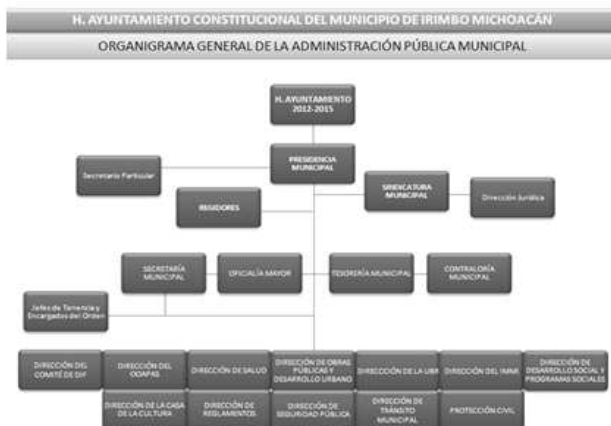 H. AYUNTAMIENTO CONSTITUCIONAL DEL MUNICIPIO DE IRIMBO MICHOACÁN
ORGANIGRAMA GENERAL DE LA ADMINISTRACIÓN PÚBLICA MUNICIPAL
H. AYUNTAMIENTO
2012-2015
PRESIDENCIA
MUNICIPAL
Secretario Particular
SINDICATURA
MUNICIPAL
Dirección Jurídica
REGIDORES
SECRETARÍA
MUNICIPAL
OFICIALÍA MAYOR
TESORERÍA MUNICIPAL
CONTRALORÍA
MUNICIPAL
Jefes de Tenencia y
Encargados del Orden
DIRECCIÓN DEL
COMITÉ DE DIF
DIRECCIÓN DEL
OOAPAS
DIRECCIÓN DE SALUD
DIRECCIÓN DE OBRAS
PÚBLICAS Y
DESARROLLO URBANO
DIRECCIÓN DE LA UBR
DIRECCIÓN DEL IMMI
DIRECCIÓN DE
DESARROLLO SOCIAL Y
PROGRAMAS SOCIALES
DIRECCIÓN DE LA CASA
DE LA CULTURA
DIRECCIÓN DE
REGLAMENTOS
DIRECCIÓN DE
SEGURIDAD PÚBLICA
DIRECCIÓN DE
TRÁNSITO
MUNICIPAL
PROTECCIÓN CIVIL